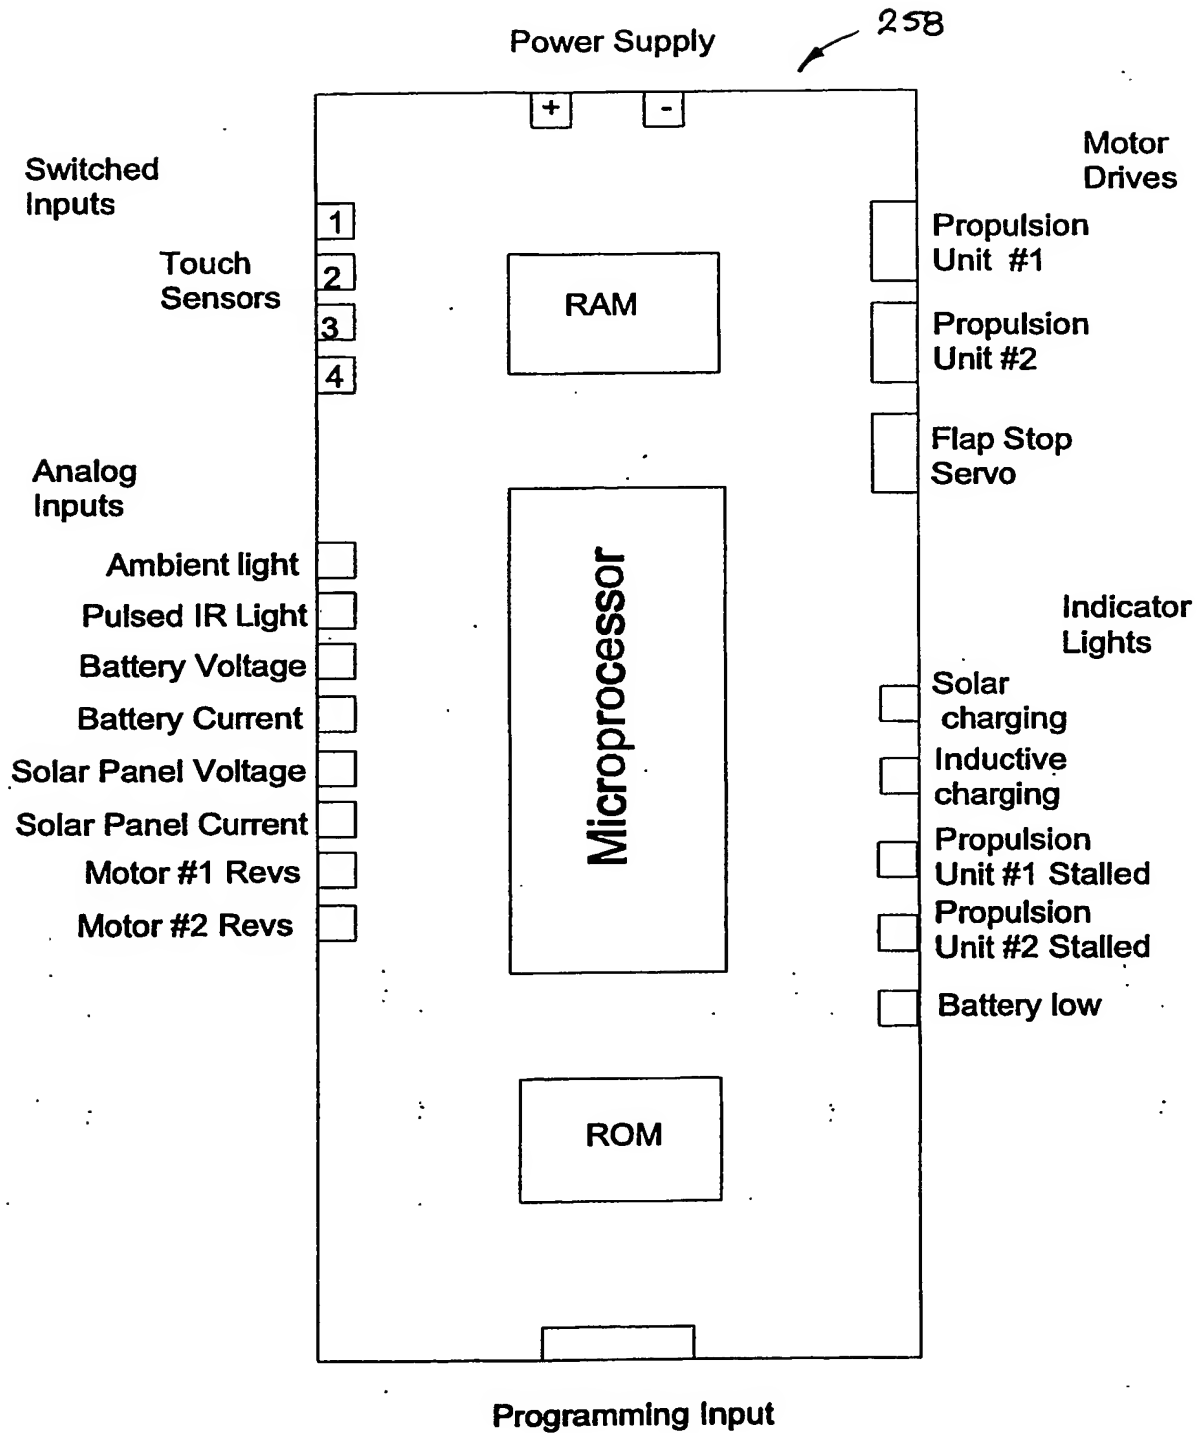 258
Power Supply
+ -
Switched
Inputs
1
Touch
Sensors
2
3
4
Analog
Inputs
Ambient light
Pulsed IR Light
Battery Voltage
Battery Current
Solar Panel Voltage
Solar Panel Current
Motor #1 Revs
Motor #2 Revs
RAM
Microprocessor
ROM
Motor
Drives
Propulsion
Unit #1
Propulsion
Unit #2
Flap Stop
Servo
Indicator
Lights
Solar
charging
Inductive
charging
Propulsion
Unit #1 Stalled
Propulsion
Unit #2 Stalled
Battery low
Programming Input